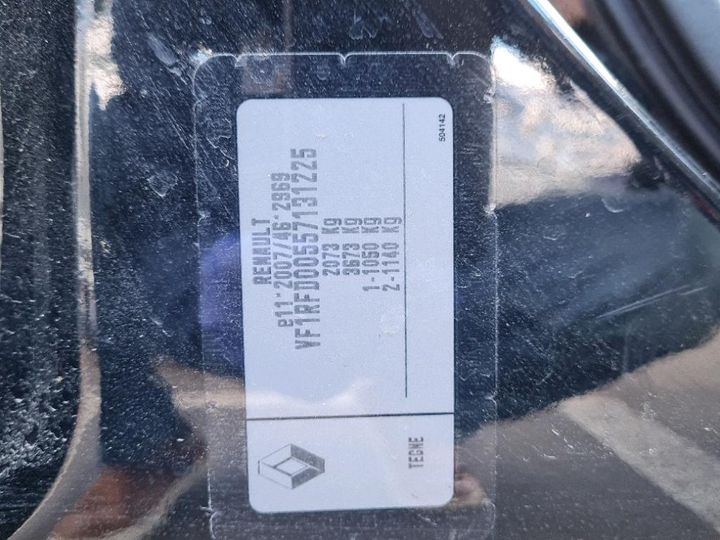 RENAULT
e11*2007/46*2969
VF1RFD00557131225
2073 Kg
3673 Kg
1-1050 Kg
2-1140 Kg
504142
TEGNE